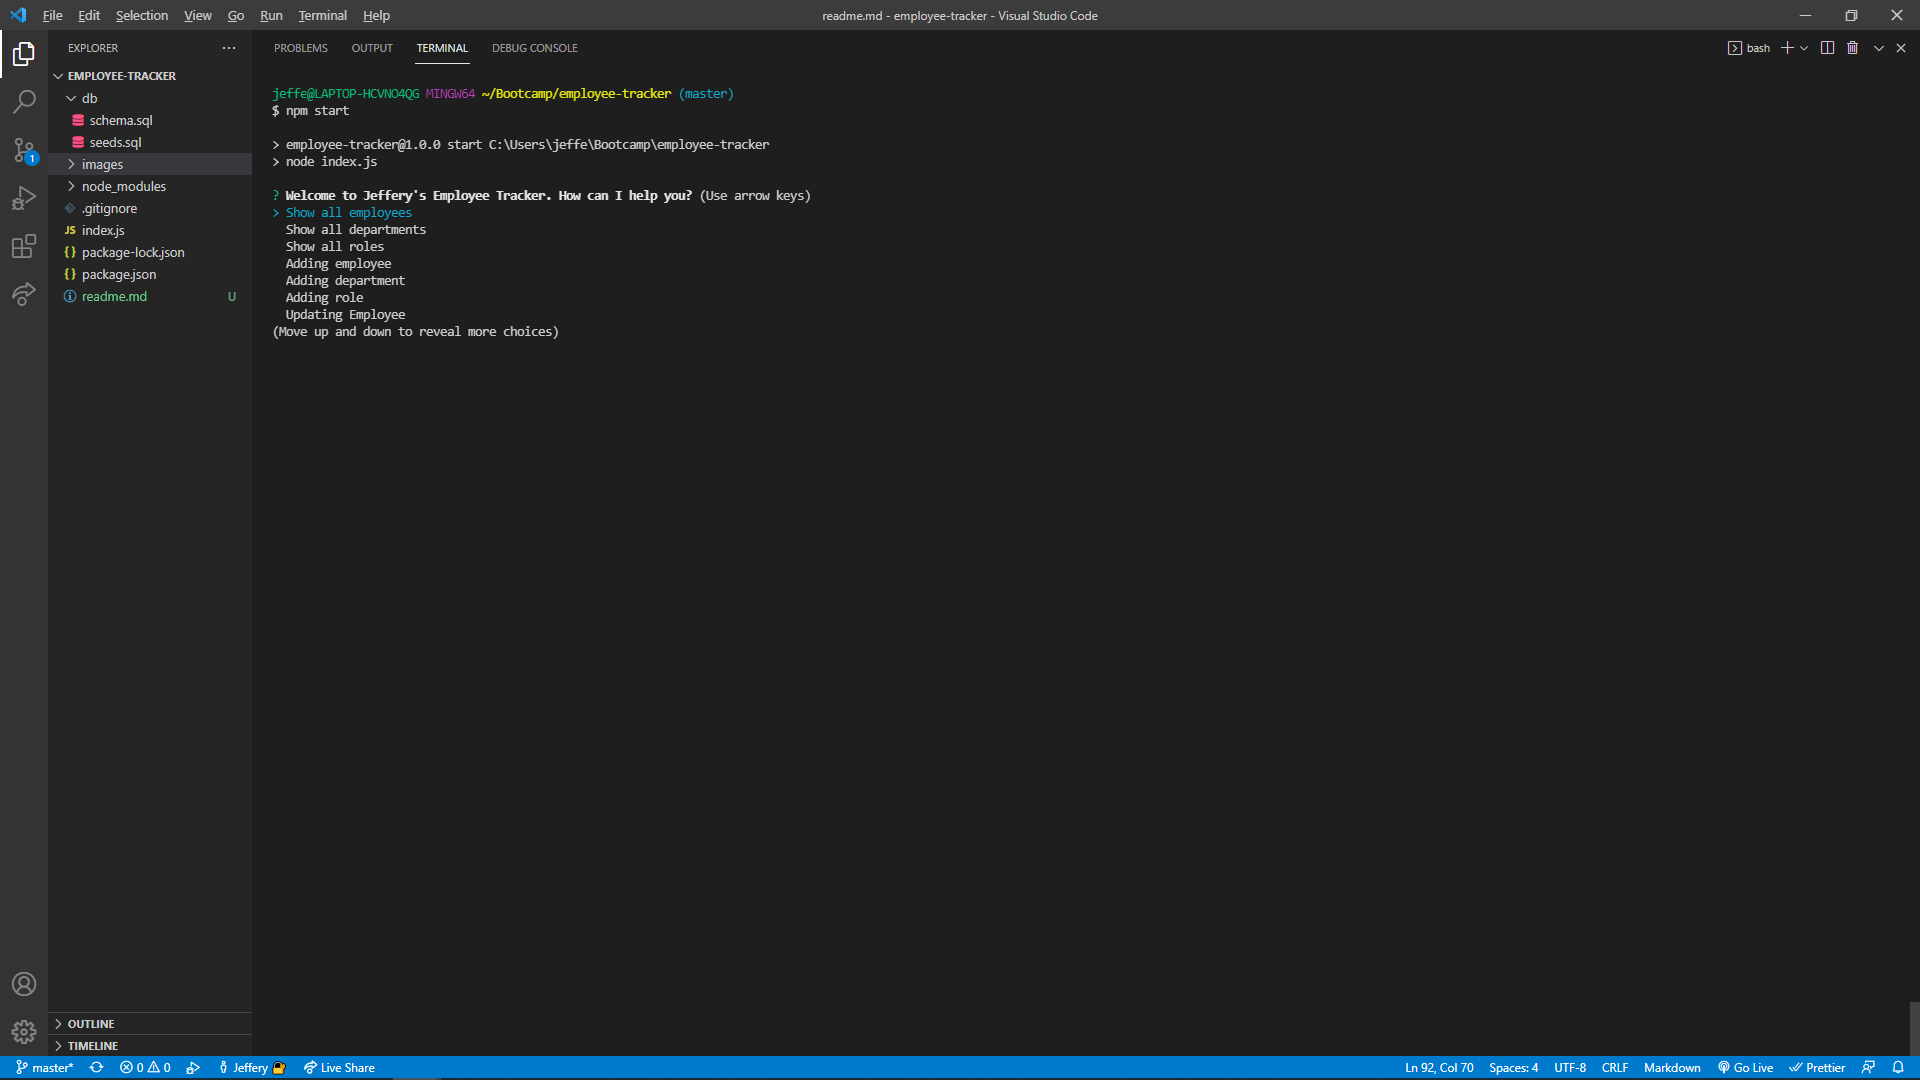 File Edit Selection View Go Run Terminal Help
readme.md - employee-tracker - Visual Studio Code
EXPLORER
EMPLOYEE-TRACKER
db
schema.sql
seeds.sql
images
node_modules
.gitignore
JS index.js
{} package-lock.json
{} package.json
readme.md U
OUTLINE
TIMELINE
1
PROBLEMS OUTPUT TERMINAL DEBUG CONSOLE
bash
jeffe@LAPTOP-HCVNO4QG MINGW64 ~/Bootcamp/employee-tracker (master)
$ npm start
> employee-tracker@1.0.0 start C:\Users\jeffe\Bootcamp\employee-tracker
> node index.js
? Welcome to Jeffery's Employee Tracker. How can I help you? (Use arrow keys)
> Show all employees
Show all departments
Show all roles
Adding employee
Adding department
Adding role
Updating Employee
(Move up and down to reveal more choices)
master* 0 0 Jeffery Live Share
Ln 92, Col 70 Spaces: 4 UTF-8 CRLF Markdown Go Live Prettier